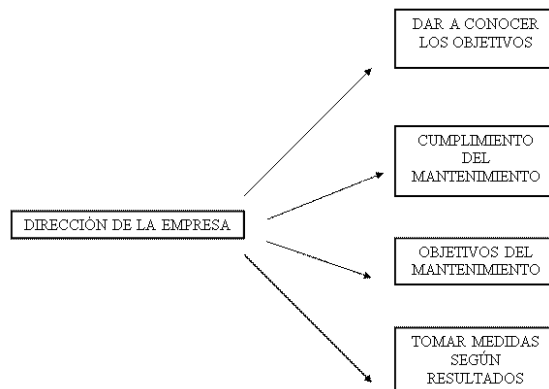 DAR A CONOCER
LOS OBJETIVOS
CUMPLIMIENTO
DEL
MANTENIMIENTO
DIRECCIÓN DE LA EMPRESA
OBJETIVOS DEL
MANTENIMIENTO
TOMAR MEDIDAS
SEGÚN
RESULTADOS